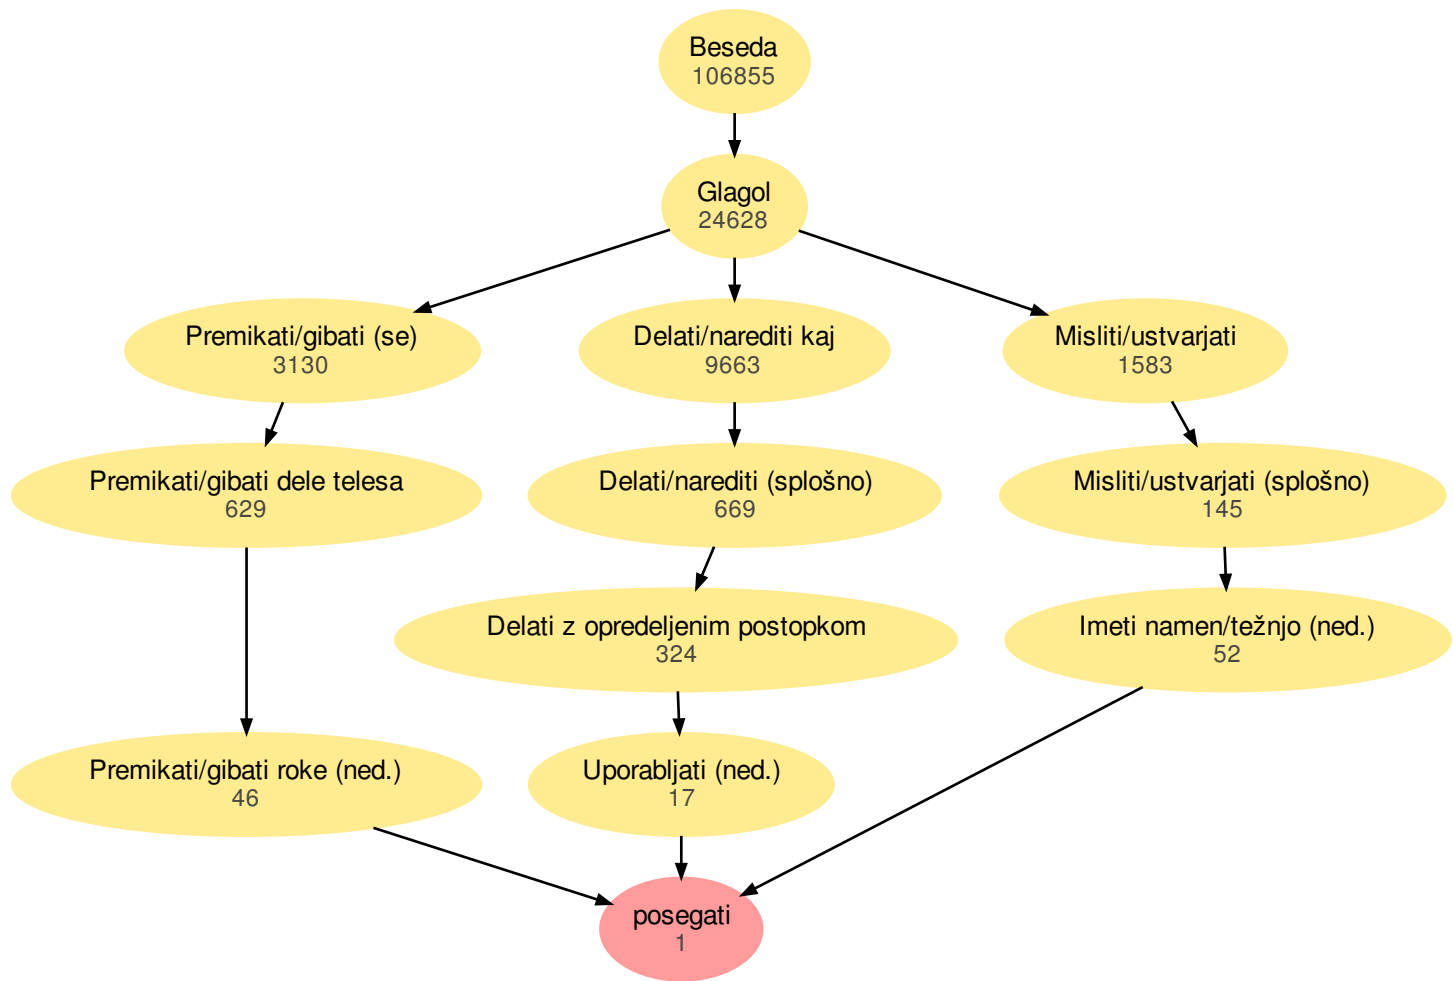 Beseda
106855
Glagol
24628
Premikati/gibati (se)
3130
Delati/narediti kaj
9663
Misliti/ustvarjati
1583
Premikati/gibati dele telesa
629
Delati/narediti (splošno)
669
Misliti/ustvarjati (splošno)
145
Delati z opredeljenim postopkom
324
Imeti namen/težnjo (ned.)
52
Premikati/gibati roke (ned.)
46
Uporabljati (ned.)
17
posegati
1